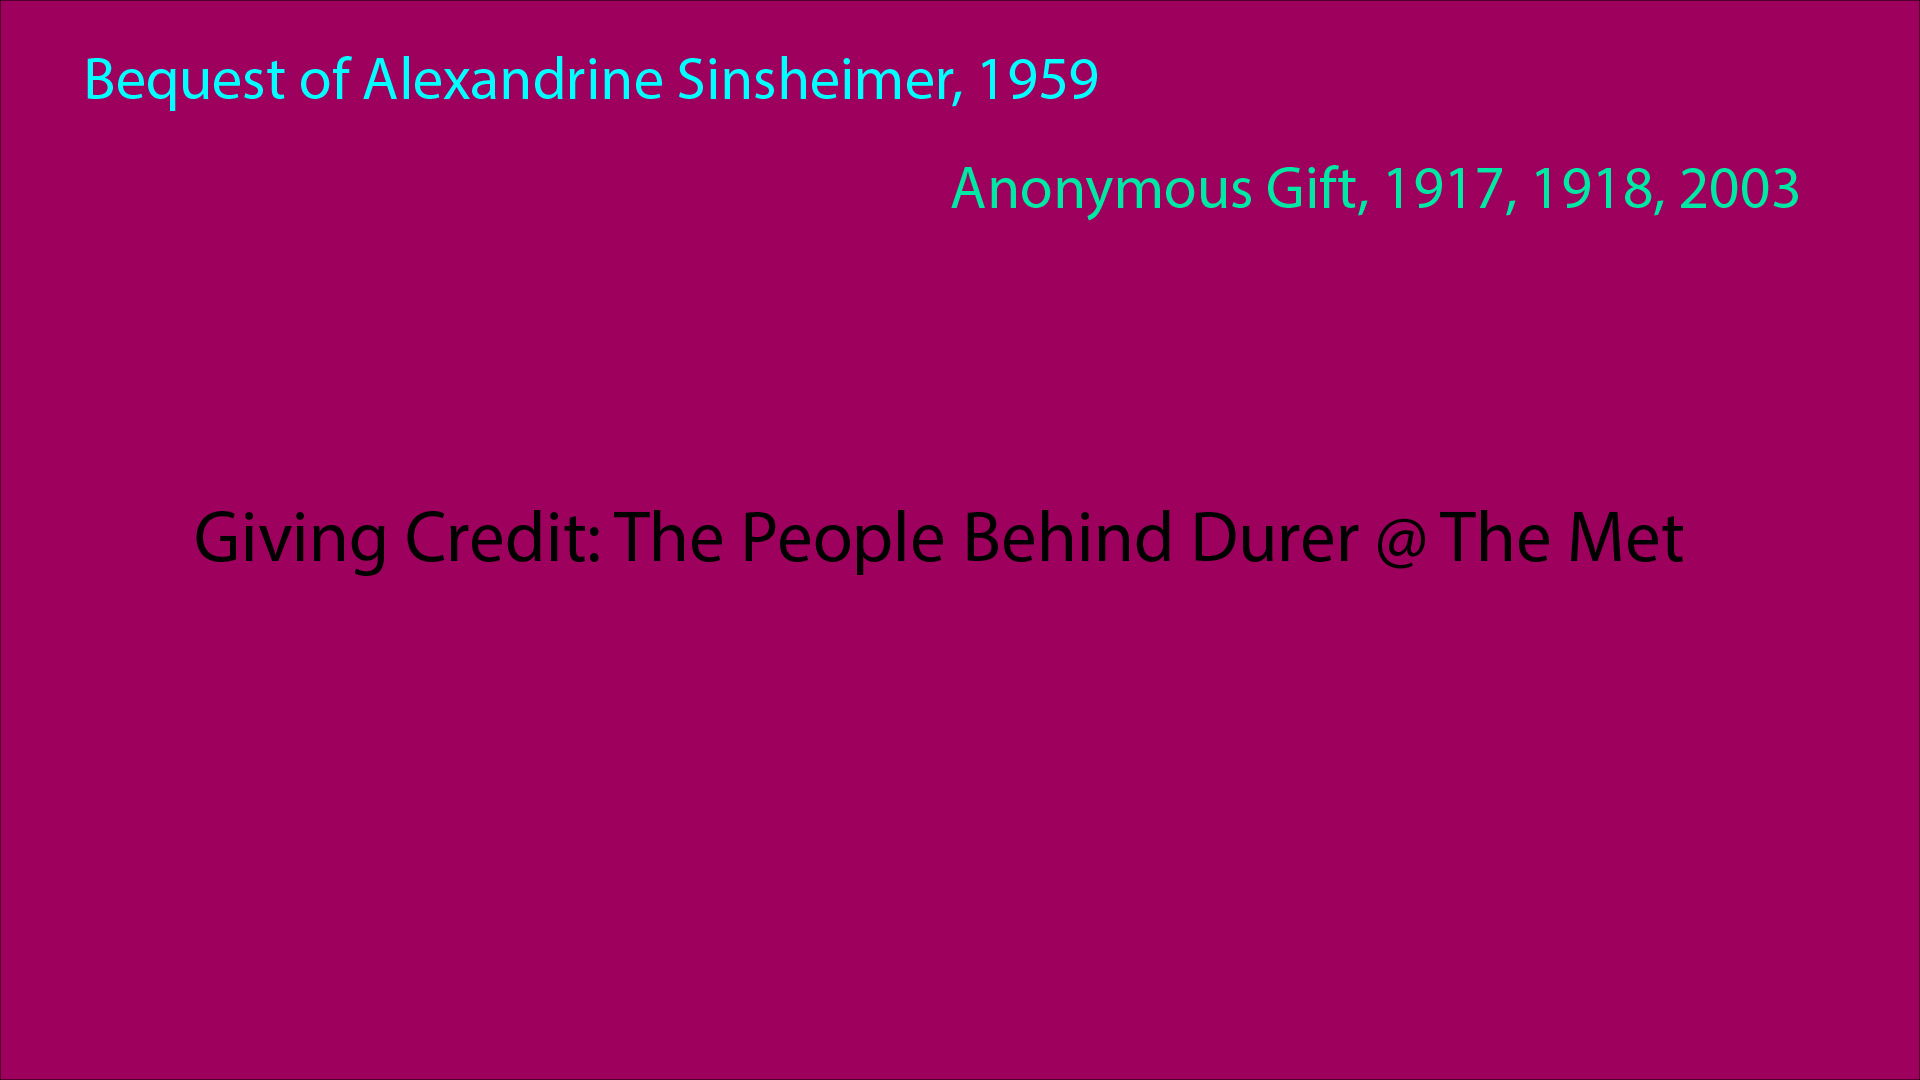 Bequest of Alexandrine Sinsheimer, 1959
Anonymous Gift, 1917, 1918, 2003
Giving Credit: The People Behind Durer @ The Met